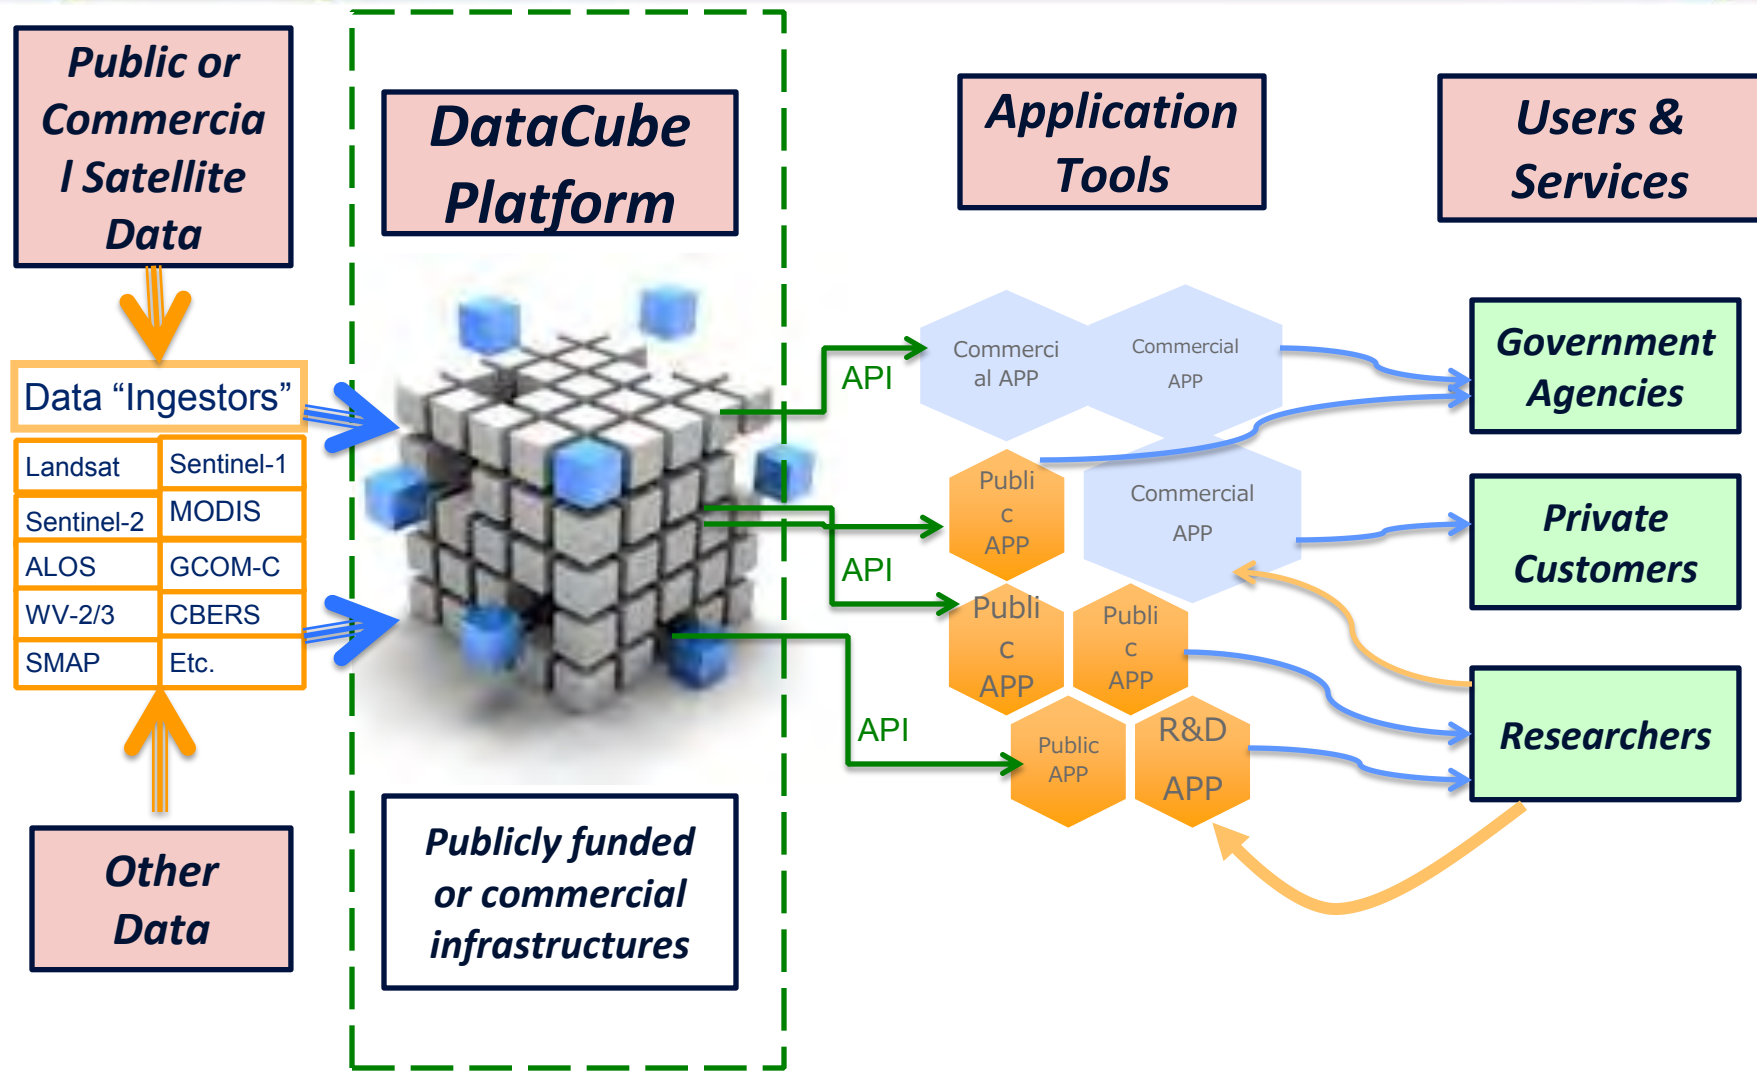 Public or
Commercia
l Satellite
Data
Data “Ingestors”
Landsat
Sentinel-1
Sentinel-2
MODIS
ALOS
GCOM-C
WV-2/3
CBERS
SMAP
Etc.
Other
Data
DataCube
Platform
Publicly funded
or commercial
infrastructures
API
API
API
Application
Tools
Commerci
al APP
Commercial
APP
Publi
c
APP
Commercial
APP
Publi
c
APP
Publi
c
APP
Public
APP
R&D
APP
Users &
Services
Government
Agencies
Private
Customers
Researchers